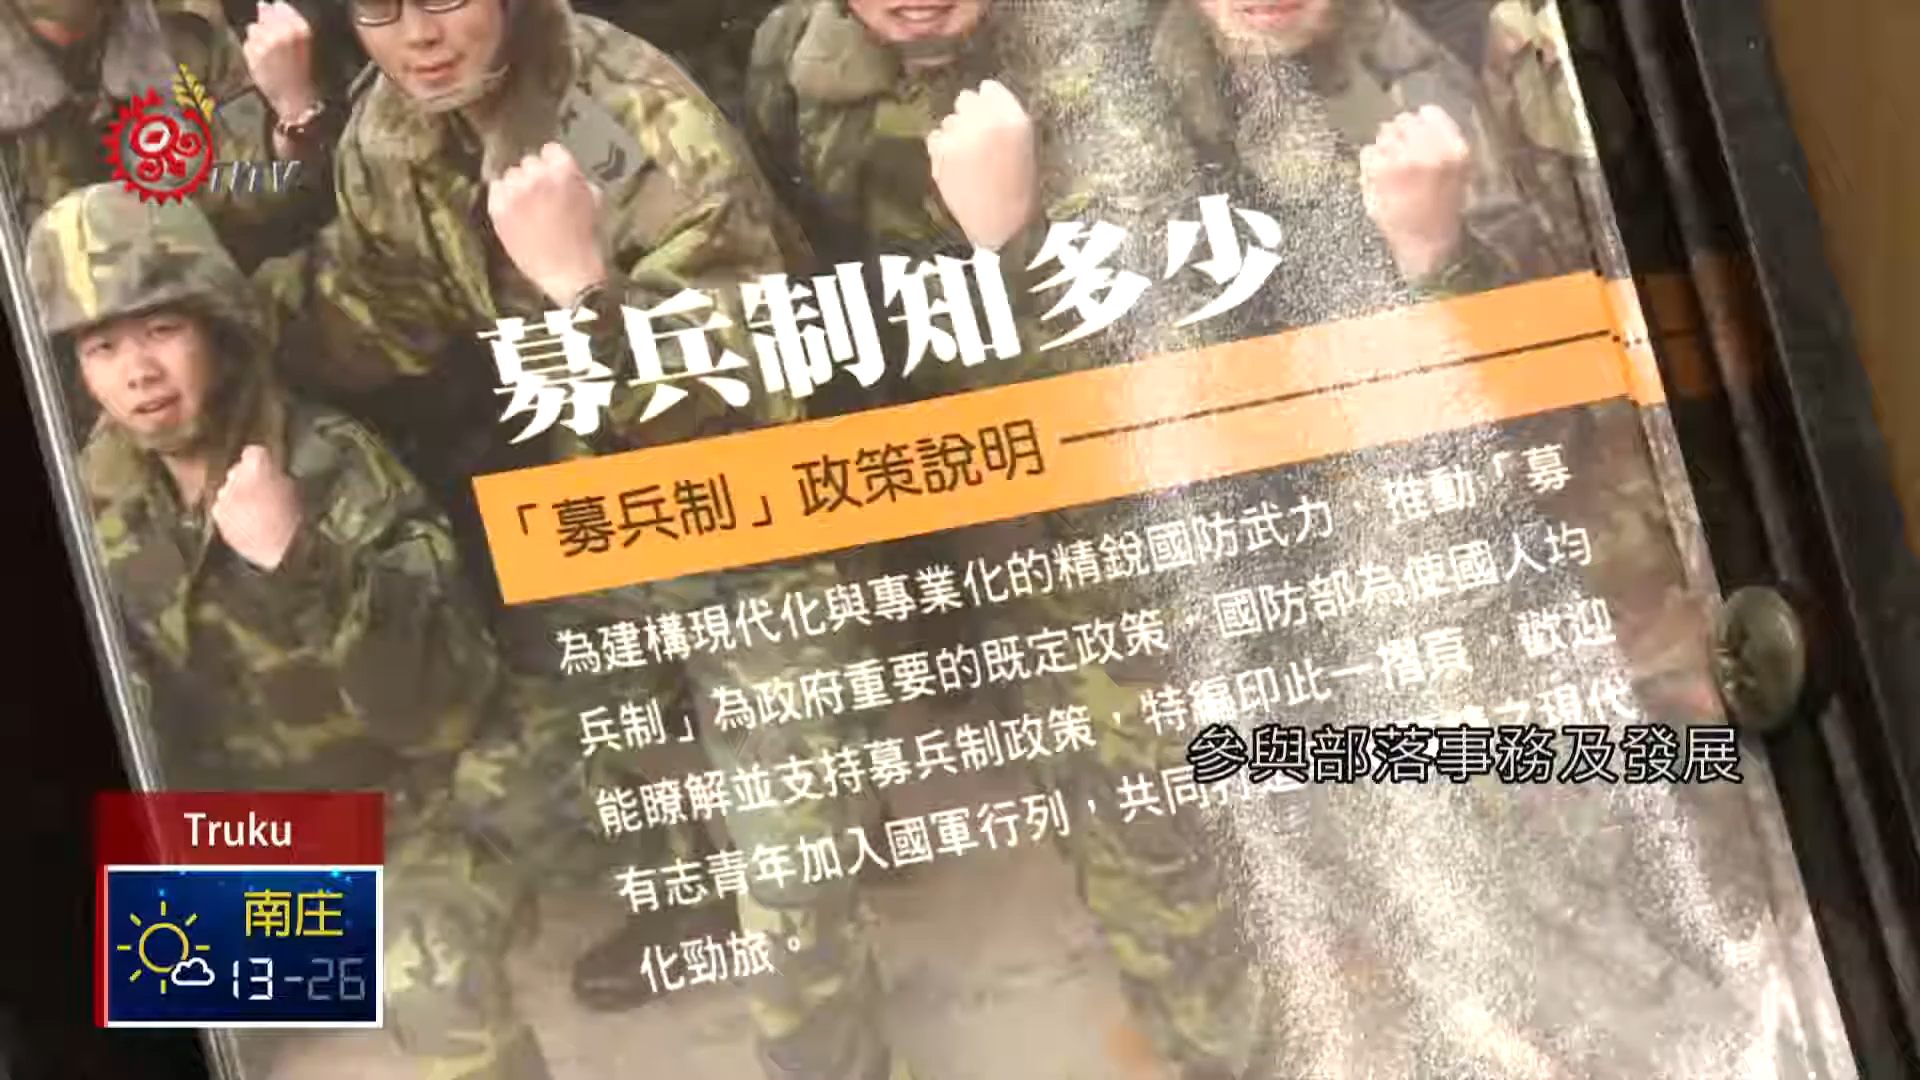 募兵制知多少
「募兵制」政策說明
為建構現代化與專業化的精銳國防武力，推動「募
兵制」為政府重要的既定政策。國防部為使國人均
能瞭解並支持募兵制政策，特編印此一摺頁，歡迎
有志青年加入國軍行列，共同打造 之現代
化勁旅。
參與部落事務及發展
Truku
南庄
13-26